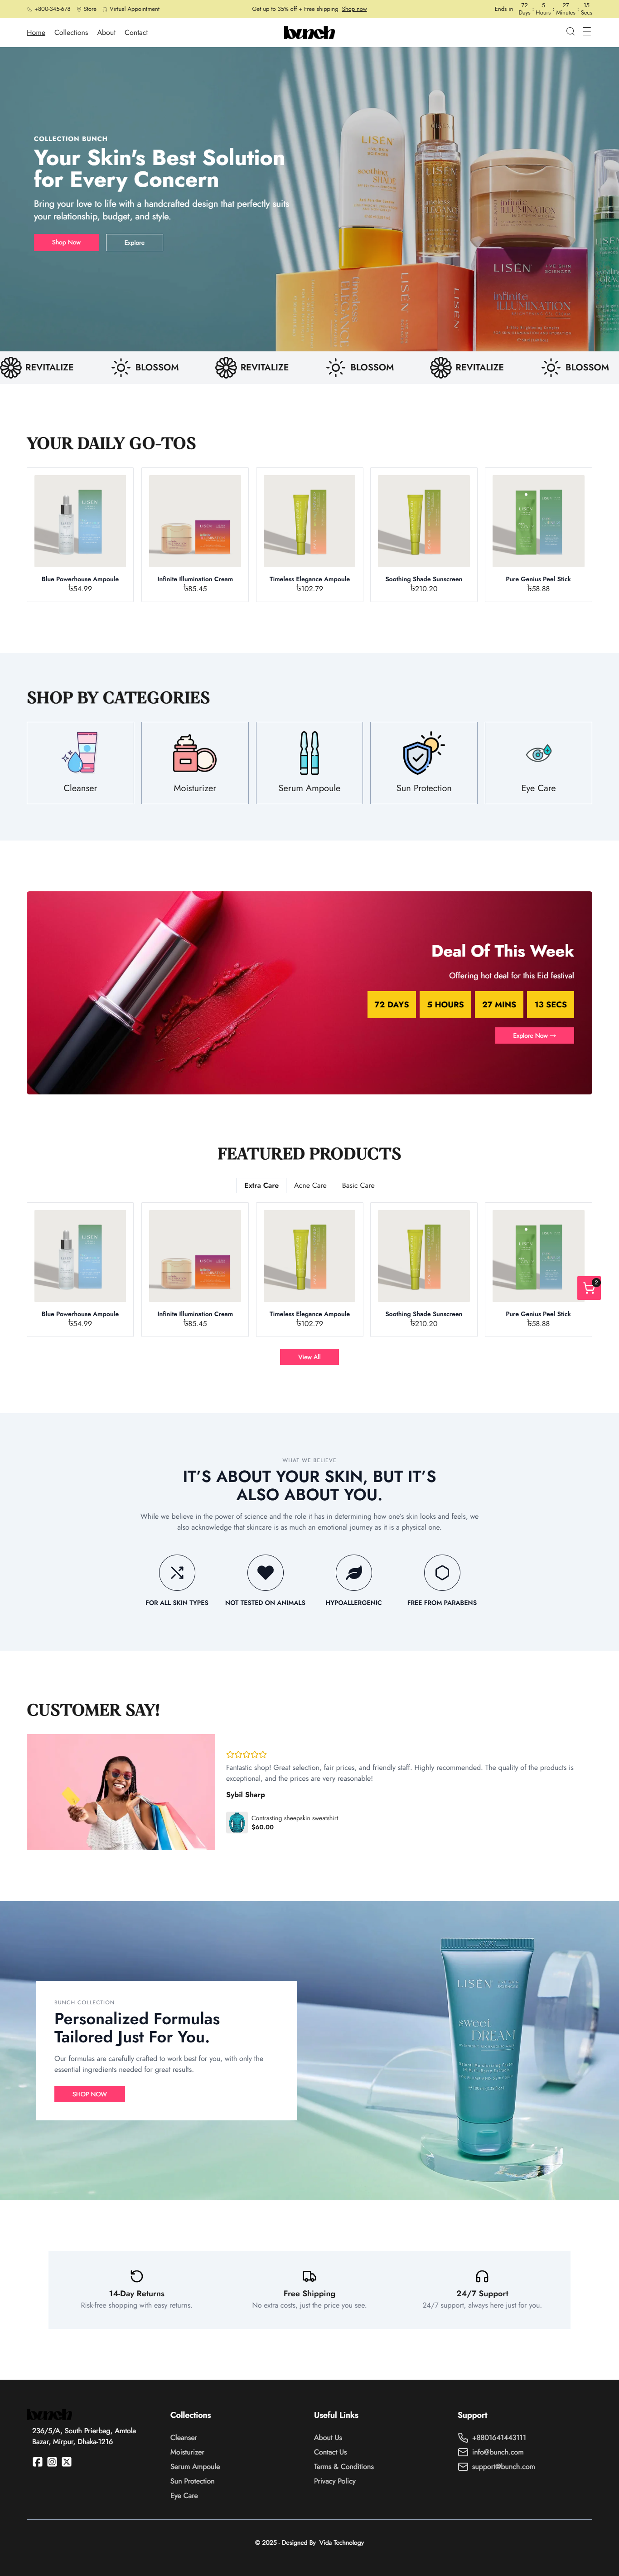 +800-345-678 Store Virtual Appointment
Get up to 35% off + Free shipping Shop now
Ends in 72 Days : 5 Hours : 27 Minutes : 15 Secs
Home Collections About Contact
bunch
COLLECTION BUNCH
Your Skin's Best Solution
for Every Concern
Bring your love to life with a handcrafted design that perfectly suits
your relationship, budget, and style.
Shop Now Explore
LISEN
soothing
SHADE
LISEN
LISEN
infinite
ILLUMINATION
LISEN
infinite
ILLUMINATION
LISEN
ELEGANCE
LISEN
REVITALIZE BLOSSOM REVITALIZE BLOSSOM REVITALIZE BLOSSOM
YOUR DAILY GO-TOS
Blue Powerhouse Ampoule
৳54.99
Infinite Illumination Cream
৳85.45
Timeless Elegance Ampoule
৳102.79
Soothing Shade Sunscreen
৳210.20
Pure Genius Peel Stick
৳58.88
SHOP BY CATEGORIES
Cleanser
Moisturizer
Serum Ampoule
Sun Protection
Eye Care
Deal Of This Week
Offering hot deal for this Eid festival
72 DAYS 5 HOURS 27 MINS 13 SECS
Explore Now →
FEATURED PRODUCTS
Extra Care Acne Care Basic Care
Blue Powerhouse Ampoule
৳54.99
Infinite Illumination Cream
৳85.45
Timeless Elegance Ampoule
৳102.79
Soothing Shade Sunscreen
৳210.20
Pure Genius Peel Stick
৳58.88
2
View All
WHAT WE BELIEVE
IT'S ABOUT YOUR SKIN, BUT IT'S
ALSO ABOUT YOU.
While we believe in the power of science and the role it has in determining how one's skin looks and feels, we
also acknowledge that skincare is as much an emotional journey as it is a physical one.
FOR ALL SKIN TYPES
NOT TESTED ON ANIMALS
HYPOALLERGENIC
FREE FROM PARABENS
CUSTOMER SAY!
Fantastic shop! Great selection, fair prices, and friendly staff. Highly recommended. The quality of the products is
exceptional, and the prices are very reasonable!
Sybil Sharp
Contrasting sheepskin sweatshirt
$60.00
BUNCH COLLECTION
Personalized Formulas
Tailored Just For You.
Our formulas are carefully crafted to work best for you, with only the
essential ingredients needed for great results.
SHOP NOW
LISEN
sweet
DREAM
14-Day Returns
Risk-free shopping with easy returns.
Free Shipping
No extra costs, just the price you see.
24/7 Support
24/7 support, always here just for you.
bunch
236/5/A, South Prierbag, Amtola
Bazar, Mirpur, Dhaka-1216
Collections
Cleanser
Moisturizer
Serum Ampoule
Sun Protection
Eye Care
Useful Links
About Us
Contact Us
Terms & Conditions
Privacy Policy
Support
+8801641443111
info@bunch.com
support@bunch.com
© 2025 - Designed By Vida Technology